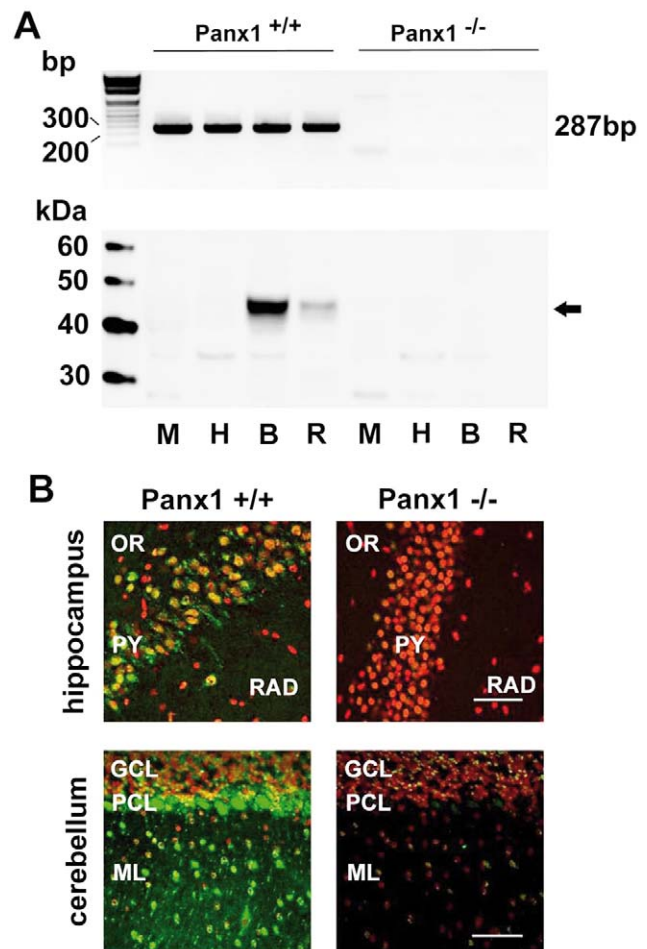 A
Panx1 +/+ Panx1 -/-
bp
300
200
287bp
kDa
60
50
40
30
M H B R M H B R
B
Panx1 +/+ Panx1 -/-
hippocampus
OR OR
PY PY
RAD RAD
cerebellum
GCL GCL
PCL PCL
ML ML